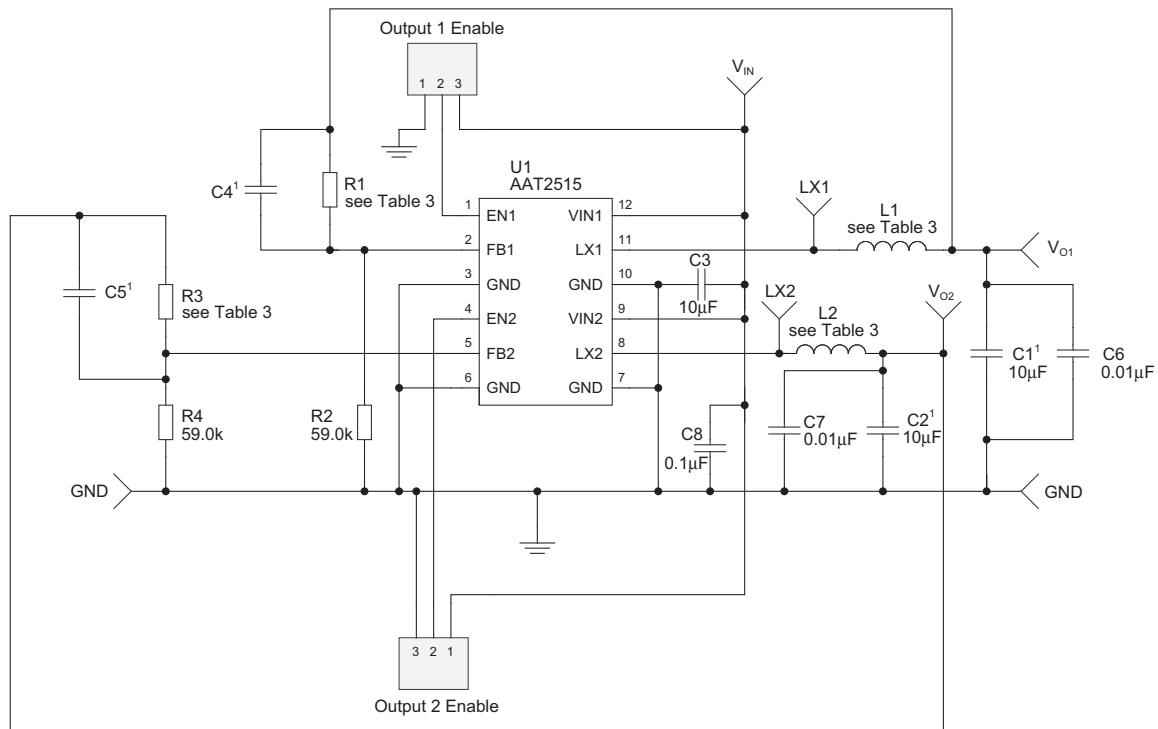 Output 1 Enable
1 2 3
V_IN
U1
AAT2515
C4¹
R1
see Table 3
1 EN1 VIN1 12
2 FB1 LX1 11
3 GND GND 10
4 EN2 VIN2 9
5 FB2 LX2 8
6 GND GND 7
LX1
L1
see Table 3
V_O1
C3
10µF
LX2
V_O2
L2
see Table 3
C5¹
R3
see Table 3
C1¹
10µF
C6
0.01µF
R4
59.0k
R2
59.0k
C8
0.1µF
C7
0.01µF
C2¹
10µF
GND
GND
3 2 1
Output 2 Enable